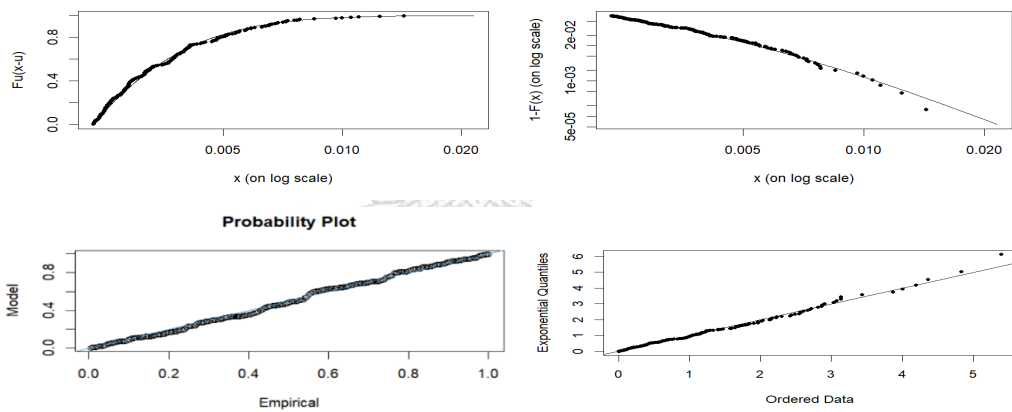 Fu(x-u)
0.0 0.4 0.8
0.005 0.010 0.020
x (on log scale)
1-F(x) (on log scale)
5e-05 1e-03 2e-02
0.005 0.010 0.020
x (on log scale)
Probability Plot
Model
0.0 0.4 0.8
0.0 0.2 0.4 0.6 0.8 1.0
Empirical
Exponential Quantiles
0 1 2 3 4 5 6
0 1 2 3 4 5
Ordered Data